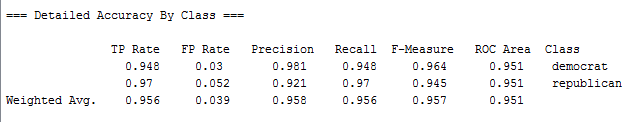 === Detailed Accuracy By Class ===
TP Rate FP Rate Precision Recall F-Measure ROC Area Class
0.948 0.03 0.981 0.948 0.964 0.951 democrat
0.97 0.052 0.921 0.97 0.945 0.951 republican
Weighted Avg. 0.956 0.039 0.958 0.956 0.957 0.951